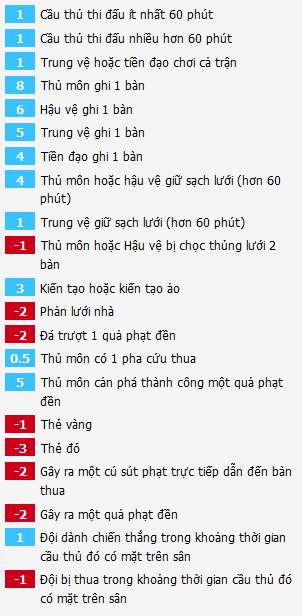 1 Cầu thủ thi đấu ít nhất 60 phút
1 Cầu thủ thi đấu nhiều hơn 60 phút
1 Trung vệ hoặc tiền đạo chơi cả trận
8 Thủ môn ghi 1 bàn
6 Hậu vệ ghi 1 bàn
5 Trung vệ ghi 1 bàn
4 Tiền đạo ghi 1 bàn
4 Thủ môn hoặc hậu vệ giữ sạch lưới (hơn 60
phút)
1 Trung vệ giữ sạch lưới (hơn 60 phút)
-1 Thủ môn hoặc Hậu vệ bị chọc thủng lưới 2
bàn
3 Kiến tạo hoặc kiến tạo ảo
-2 Phản lưới nhà
-2 Đá trượt 1 quả phạt đền
0.5 Thủ môn có 1 pha cứu thua
5 Thủ môn cản phá thành công một quả phạt
đền
-1 Thẻ vàng
-3 Thẻ đỏ
-2 Gây ra một cú sút phạt trực tiếp dẫn đến bàn
thua
-2 Gây ra một quả phạt đền
1 Đội dành chiến thắng trong khoảng thời gian
cầu thủ đó có mặt trên sân
-1 Đội bị thua trong khoảng thời gian cầu thủ đó
có mặt trên sân